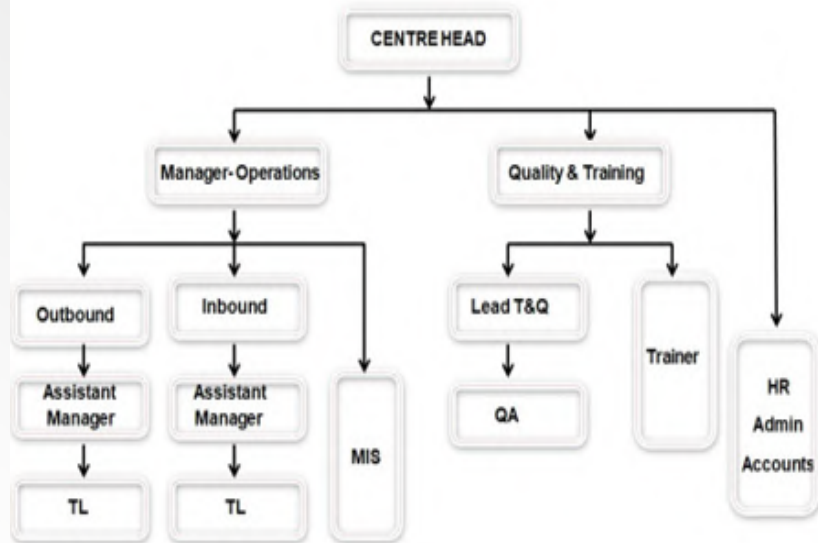 CENTRE HEAD
Manager- Operations
Quality & Training
Outbound
Inbound
Lead T&Q
Trainer
HR
Admin
Accounts
Assistant
Manager
Assistant
Manager
QA
MIS
TL
TL